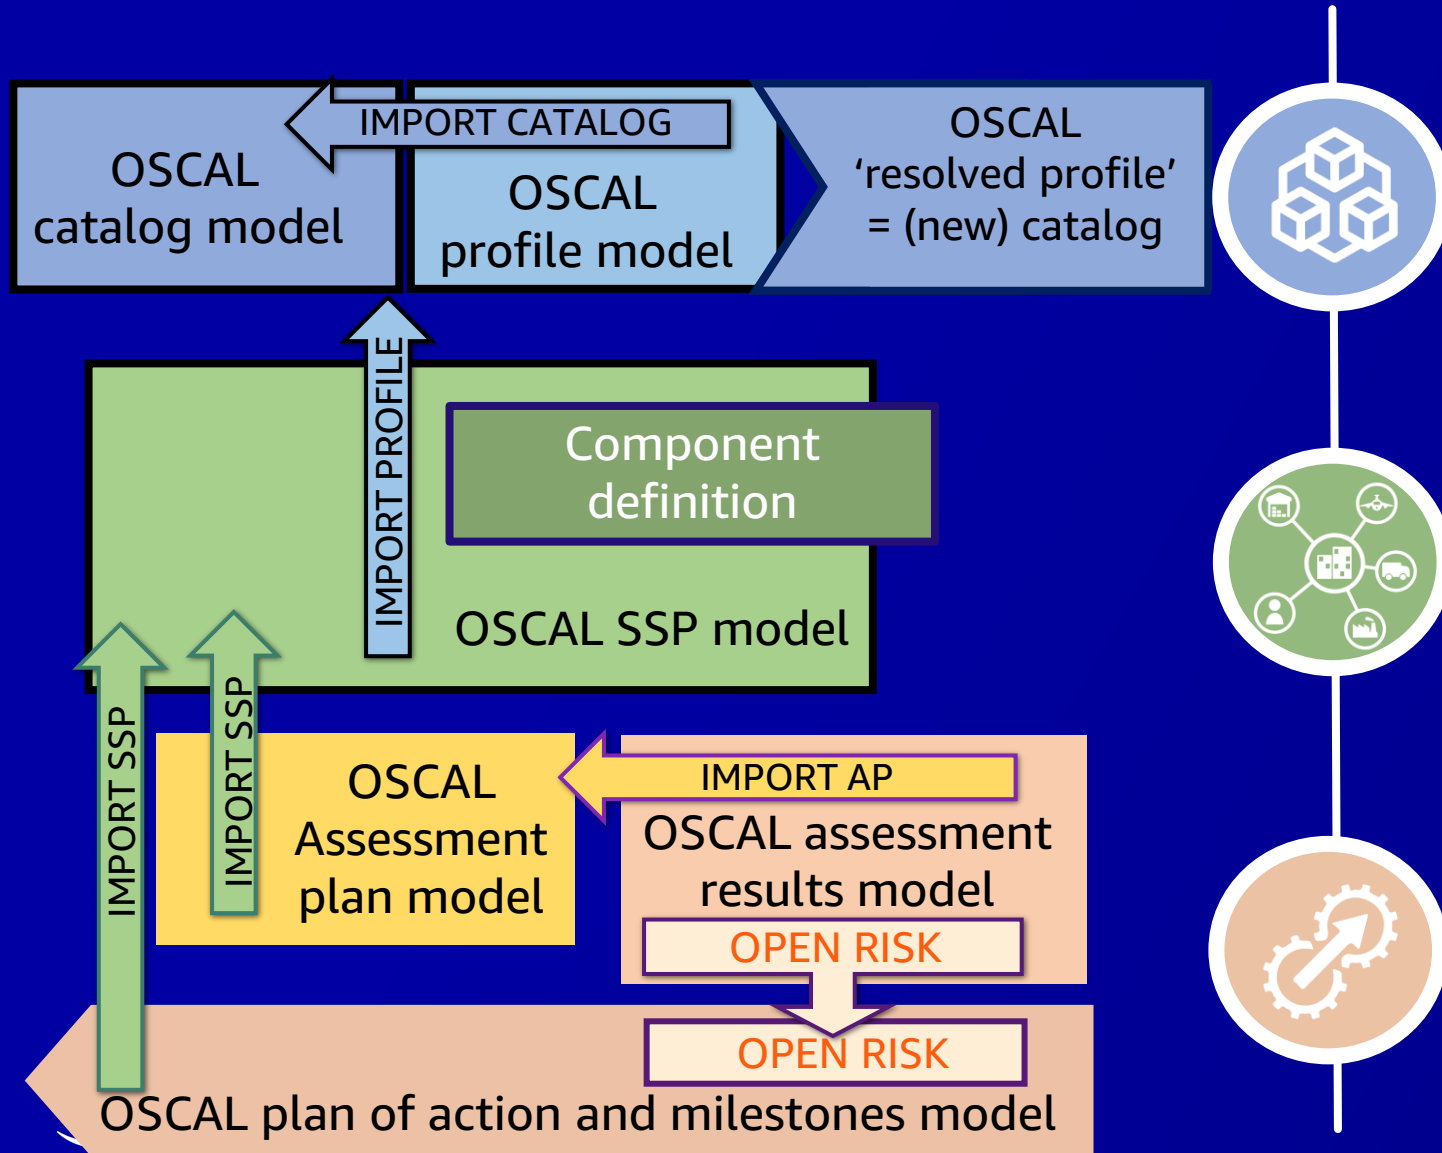 IMPORT CATALOG
OSCAL
catalog model
OSCAL
profile model
OSCAL
‘resolved profile’
= (new) catalog
IMPORT PROFILE
Component
definition
OSCAL SSP model
IMPORT SSP
IMPORT SSP
OSCAL
Assessment
plan model
IMPORT AP
OSCAL assessment
results model
OPEN RISK
OPEN RISK
OSCAL plan of action and milestones model